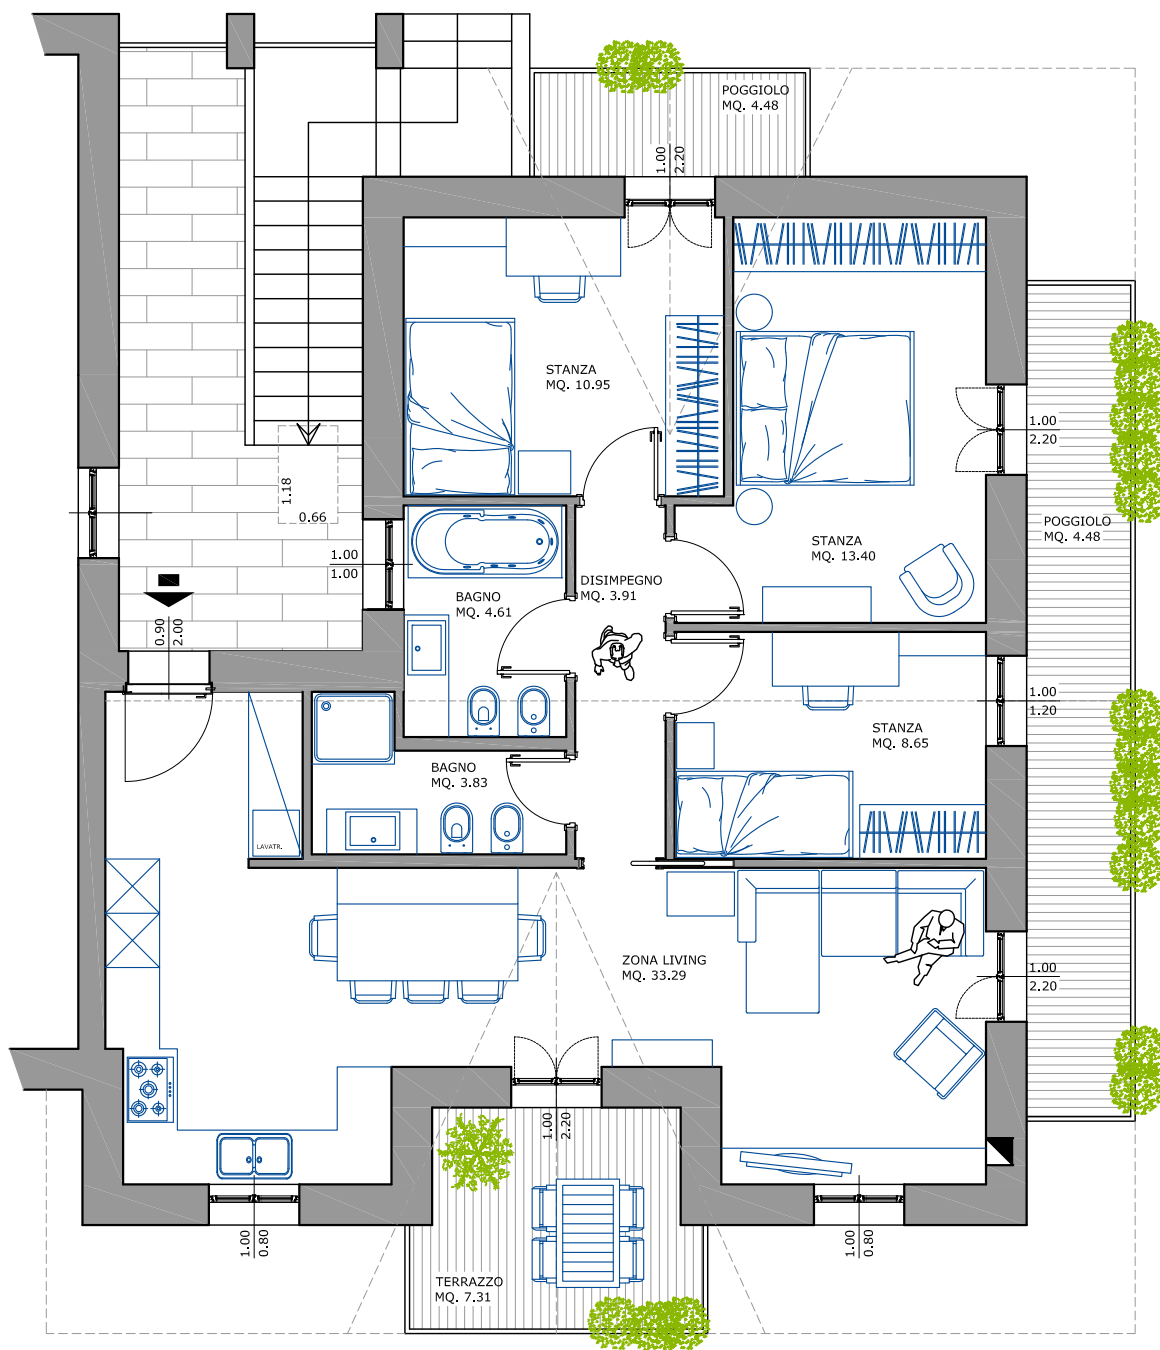 POGGIOLO
MQ. 4.48
1.00
2.20
STANZA
MQ. 10.95
1.00
2.20
1.18
0.66
POGGIOLO
MQ. 4.48
STANZA
MQ. 13.40
1.00
1.00
DISIMPEGNO
MQ. 3.91
BAGNO
MQ. 4.61
0.90
2.00
1.00
1.20
STANZA
MQ. 8.65
BAGNO
MQ. 3.83
LAVATR.
ZONA LIVING
MQ. 33.29
1.00
2.20
1.00
2.20
1.00
0.80
1.00
0.80
TERRAZZO
MQ. 7.31